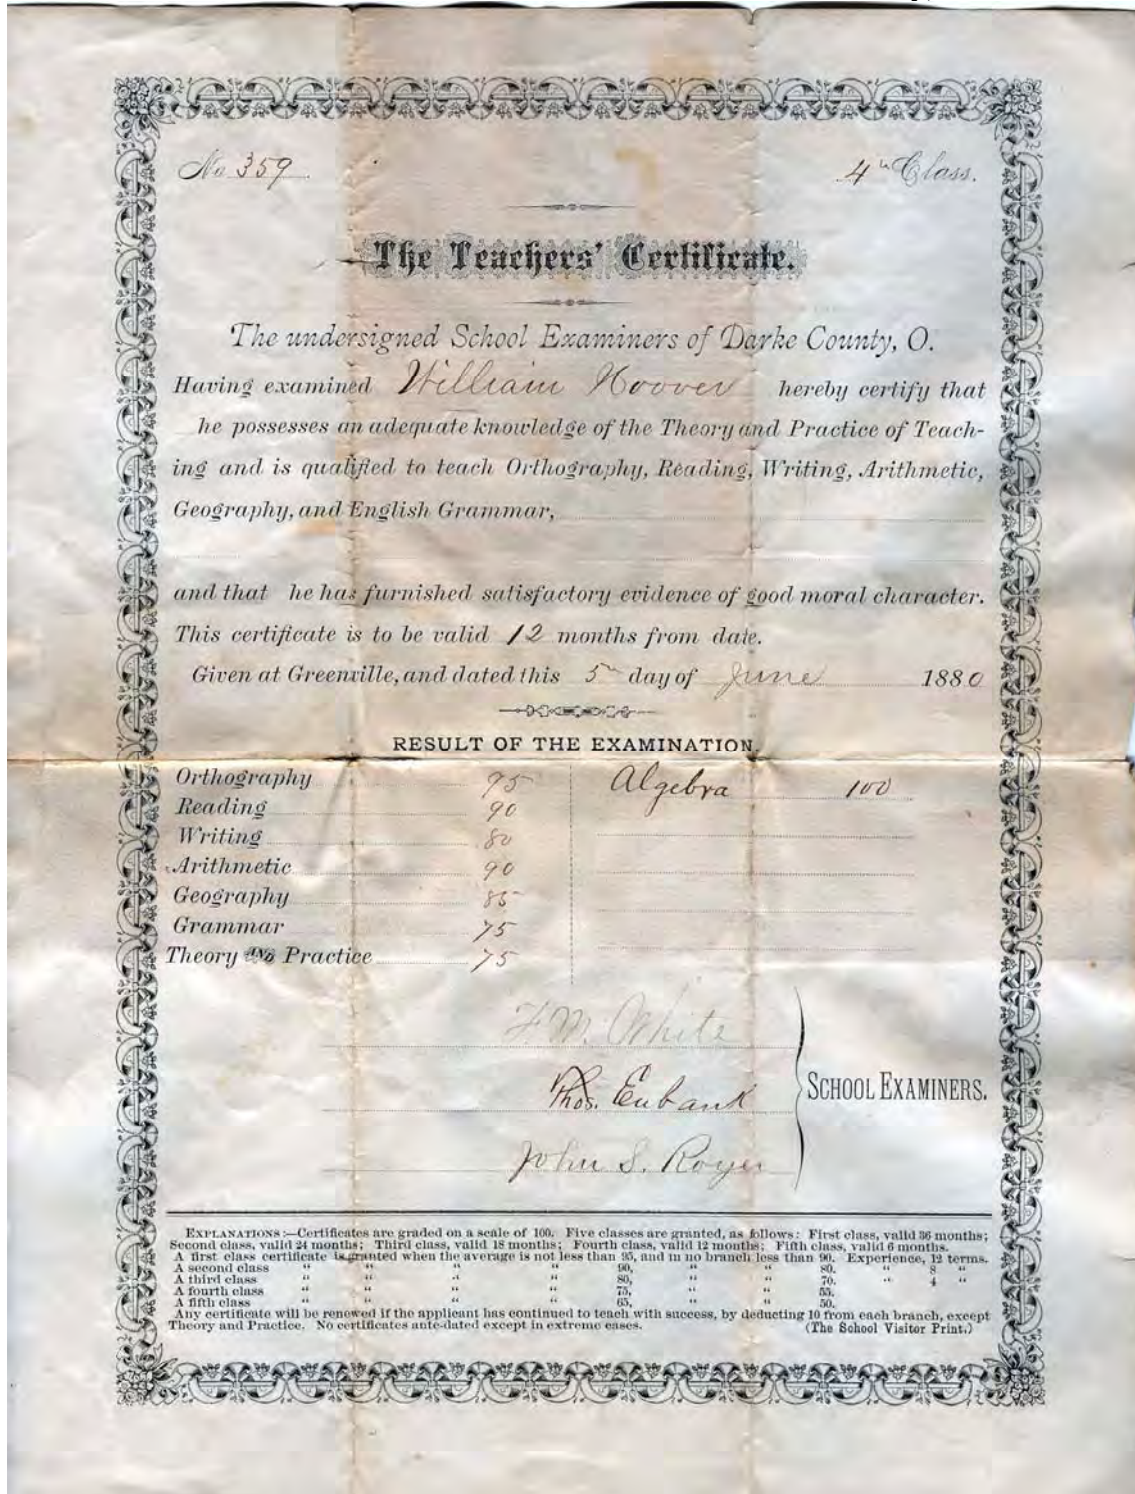 No 359
4th Class.
The Teachers' Certificate.
The undersigned School Examiners of Darke County, O.
Having examined William Hoover hereby certify that
he possesses an adequate knowledge of the Theory and Practice of Teach-
ing and is qualified to teach Orthography, Reading, Writing, Arithmetic,
Geography, and English Grammar,
and that he has furnished satisfactory evidence of good moral character.
This certificate is to be valid 12 months from date.
Given at Greenville, and dated this 5th day of June 1880
RESULT OF THE EXAMINATION.
Orthography 95 Algebra 100
Reading 90
Writing 80
Arithmetic 90
Geography 85
Grammar 75
Theory AND Practice 75
F. M. White
Thos. Eubank
John S. Royer
SCHOOL EXAMINERS.
EXPLANATIONS:—Certificates are graded on a scale of 100. Five classes are granted, as follows: First class, valid 36 months;
Second class, valid 24 months; Third class, valid 18 months; Fourth class, valid 12 months; Fifth class, valid 6 months.
A first class certificate is granted when the average is not less than 95, and in no branch less than 90. Experience, 12 terms.
A second class " " " " 90, " " 80. " 8 "
A third class " " " " 80, " " 70. " 4 "
A fourth class " " " " 75, " " 55.
A fifth class " " " " 65, " " 50.
Any certificate will be renewed if the applicant has continued to teach with success, by deducting 10 from each branch, except
Theory and Practice. No certificates ante-dated except in extreme cases. (The School Visitor Print.)